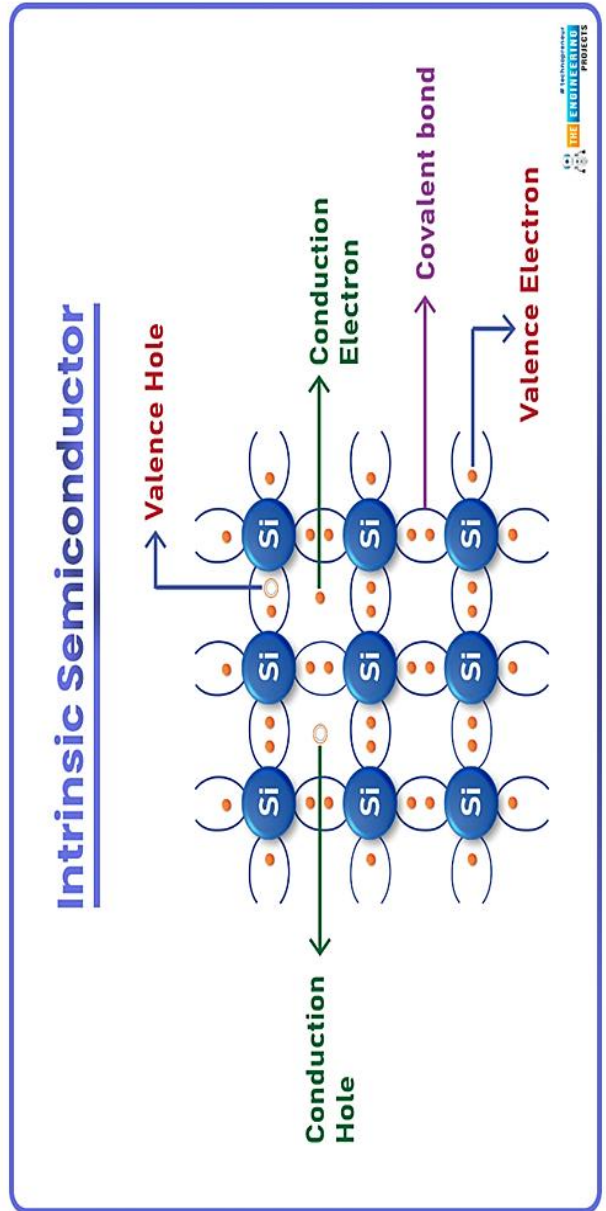 Intrinsic Semiconductor
Valence Hole
Conduction
Hole
Conduction
Electron
Si Si Si
Si Si Si
Si Si Si
Covalent bond
Valence Electron
# technopreneur
THE ENGINEERING
PROJECTS